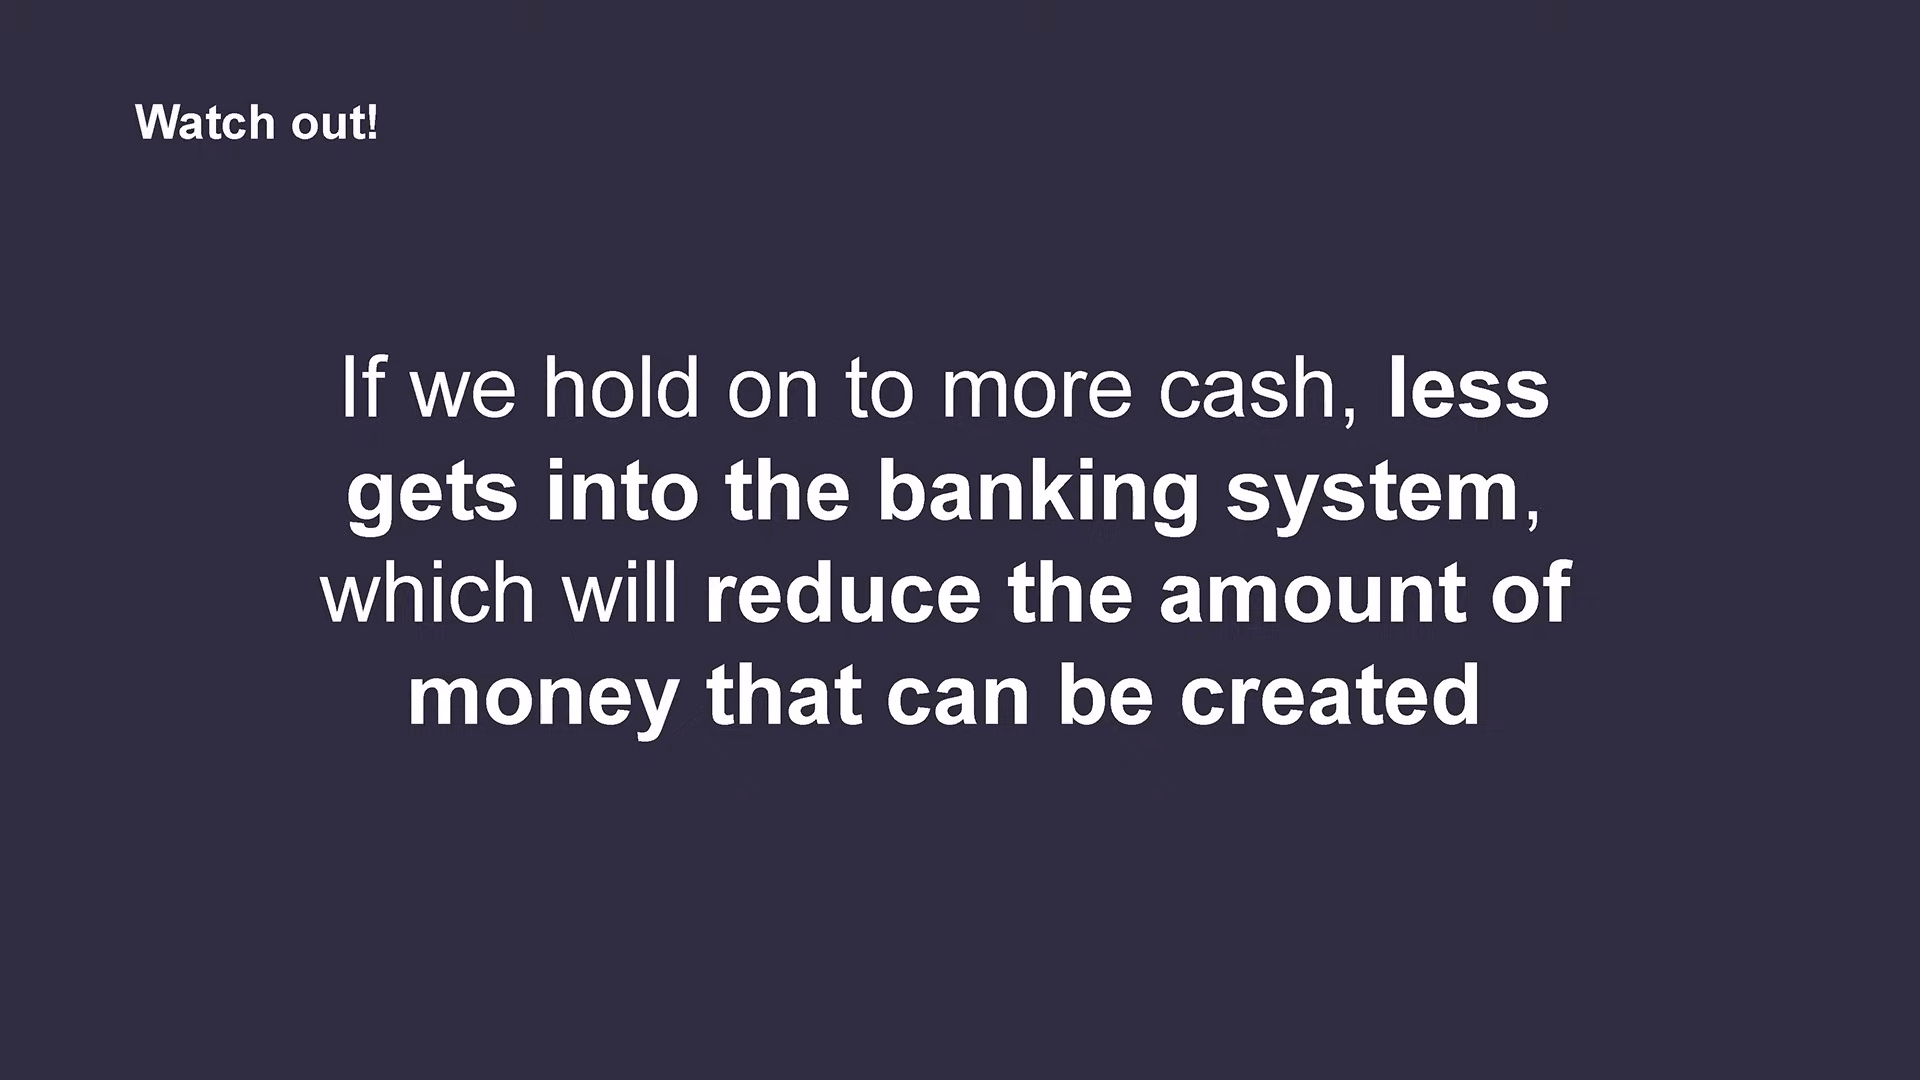 Watch out!
If we hold on to more cash, less
gets into the banking system,
which will reduce the amount of
money that can be created